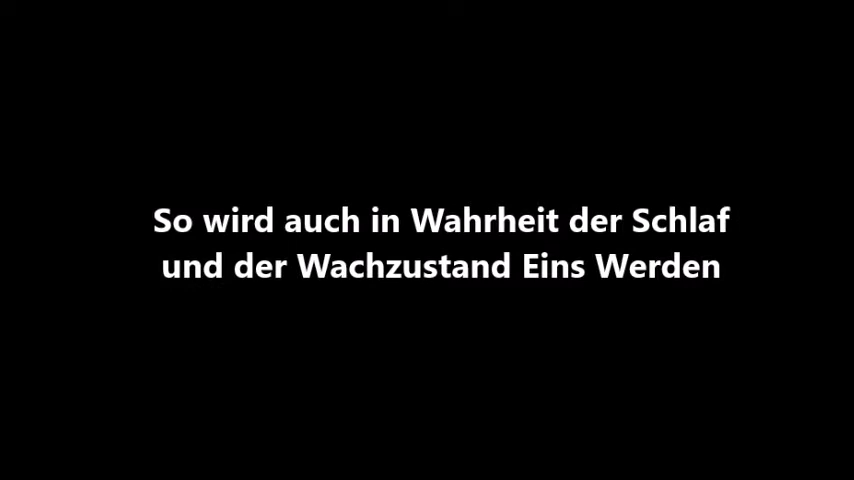 So wird auch in Wahrheit der Schlaf
und der Wachzustand Eins Werden